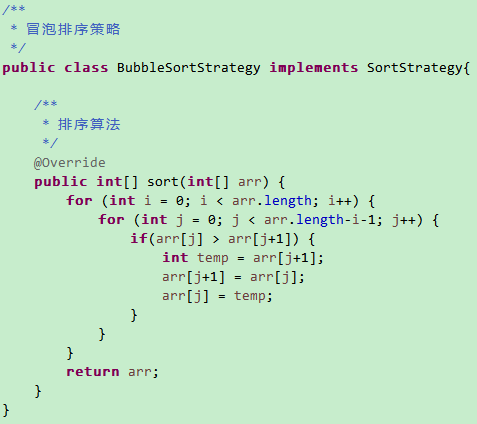 /**
 * 冒泡排序策略
 */
public class BubbleSortStrategy implements SortStrategy{

    /**
     * 排序算法
     */
    @Override
    public int[] sort(int[] arr) {
        for (int i = 0; i < arr.length; i++) {
            for (int j = 0; j < arr.length-i-1; j++) {
                if(arr[j] > arr[j+1]) {
                    int temp = arr[j+1];
                    arr[j+1] = arr[j];
                    arr[j] = temp;
                }
            }
        }
        return arr;
    }
}